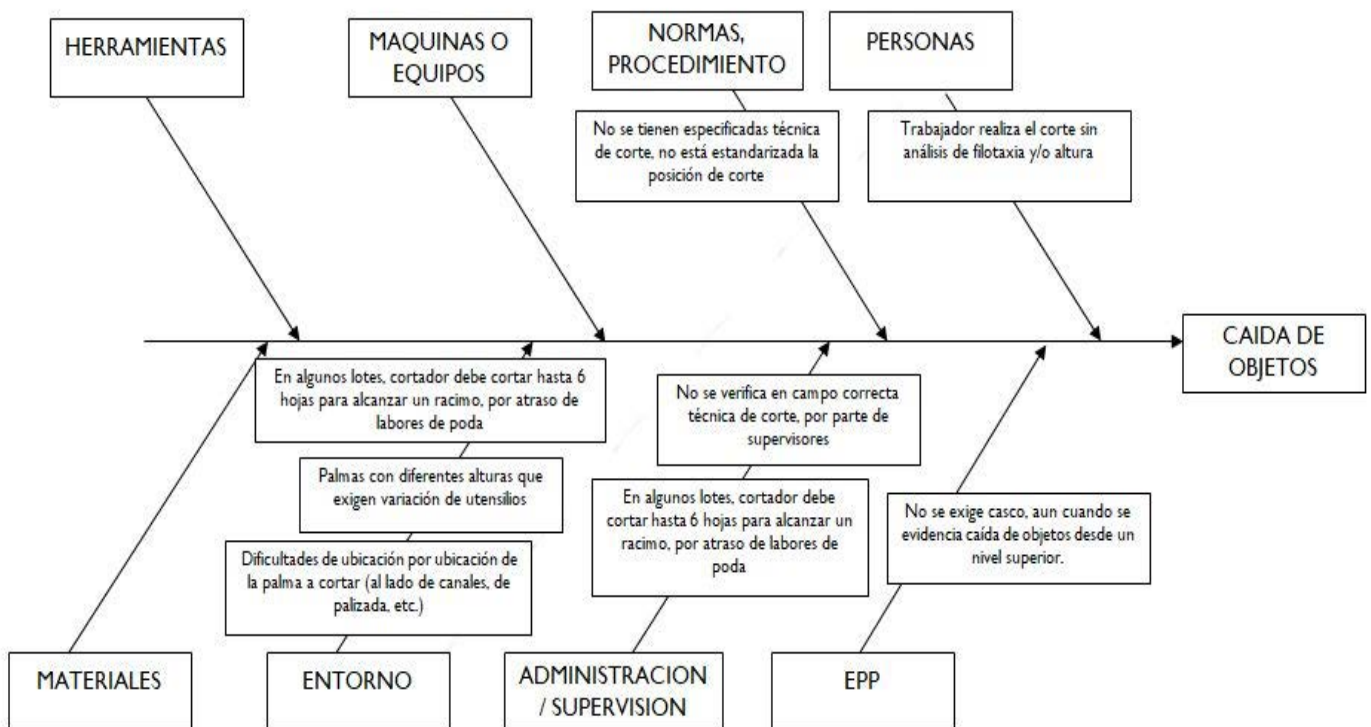 HERRAMIENTAS
MAQUINAS O
EQUIPOS
NORMAS,
PROCEDIMIENTO
PERSONAS
No se tienen especificadas técnica
de corte, no está estandarizada la
posición de corte
Trabajador realiza el corte sin
análisis de filotaxia y/o altura
CAIDA DE
OBJETOS
En algunos lotes, cortador debe cortar hasta 6
hojas para alcanzar un racimo, por atraso de
labores de poda
Palmas con diferentes alturas que
exigen variación de utensilios
Dificultades de ubicación por ubicación de
la palma a cortar (al lado de canales, de
palizada, etc.)
No se verifica en campo correcta
técnica de corte, por parte de
supervisores
En algunos lotes, cortador debe
cortar hasta 6 hojas para alcanzar un
racimo, por atraso de labores de
poda
No se exige casco, aun cuando se
evidencia caída de objetos desde un
nivel superior.
MATERIALES
ENTORNO
ADMINISTRACION
/ SUPERVISION
EPP